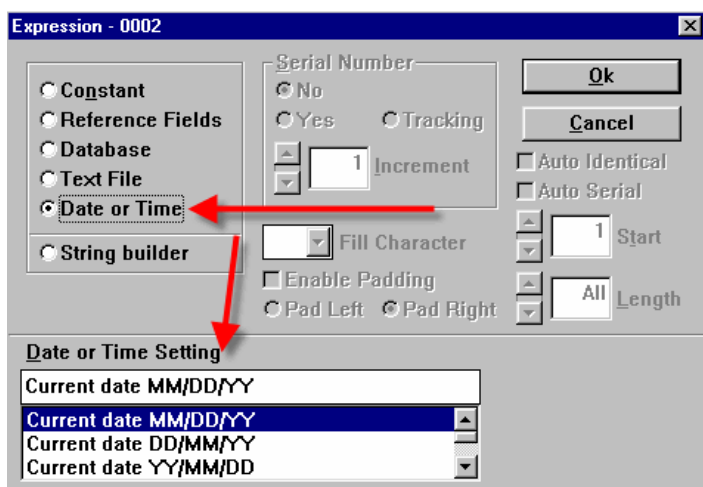 Expression - 0002
Constant
Reference Fields
Database
Text File
Date or Time
String builder
Serial Number
No
Yes Tracking
1 Increment
Fill Character
Enable Padding
Pad Left Pad Right
Ok
Cancel
Auto Identical
Auto Serial
1 Start
All Length
Date or Time Setting
Current date MM/DD/YY
Current date MM/DD/YY
Current date DD/MM/YY
Current date YY/MM/DD